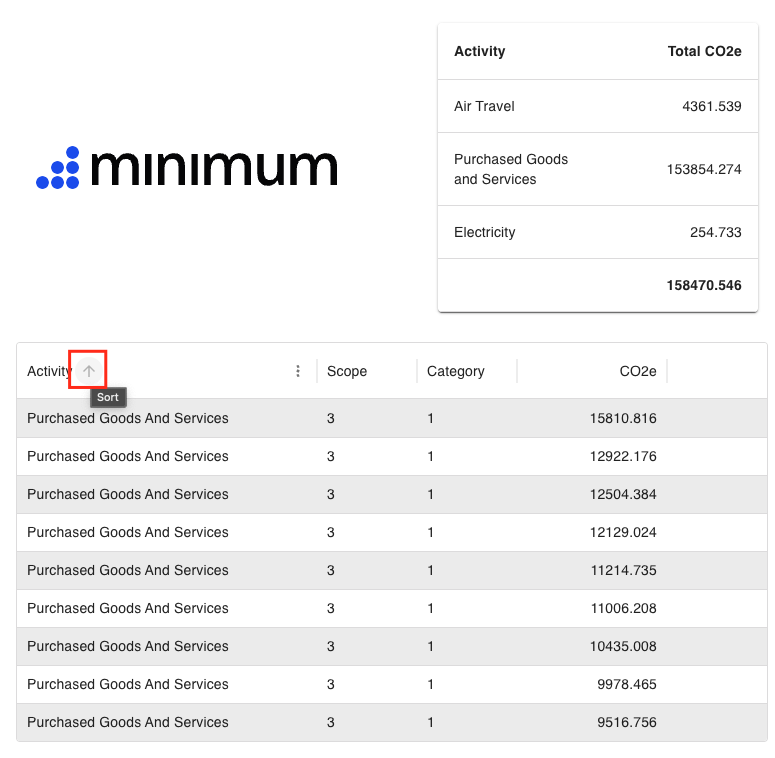 Activity Total CO2e
Air Travel 4361.539
Purchased Goods
and Services 153854.274
Electricity 254.733
158470.546
minimum
Activity Scope Category CO2e
Sort
Purchased Goods And Services 3 1 15810.816
Purchased Goods And Services 3 1 12922.176
Purchased Goods And Services 3 1 12504.384
Purchased Goods And Services 3 1 12129.024
Purchased Goods And Services 3 1 11214.735
Purchased Goods And Services 3 1 11006.208
Purchased Goods And Services 3 1 10435.008
Purchased Goods And Services 3 1 9978.465
Purchased Goods And Services 3 1 9516.756